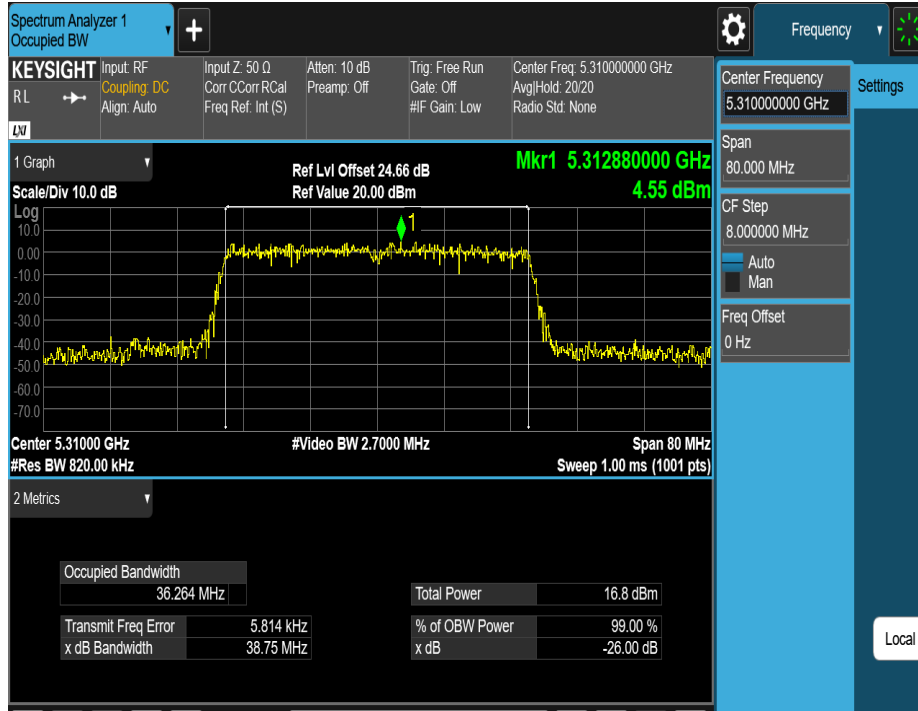 Spectrum Analyzer 1
Occupied BW
+
Frequency
KEYSIGHT
R L
LXI
Input: RF
Coupling: DC
Align: Auto
Input Z: 50 Ω
Corr CCorr RCal
Freq Ref: Int (S)
Atten: 10 dB
Preamp: Off
Trig: Free Run
Gate: Off
#IF Gain: Low
Center Freq: 5.310000000 GHz
Avg|Hold: 20/20
Radio Std: None
Center Frequency
5.310000000 GHz
Settings
Span
80.000 MHz
CF Step
8.000000 MHz
Auto
Man
Freq Offset
0 Hz
Local
1 Graph
Scale/Div 10.0 dB
Ref Lvl Offset 24.66 dB
Ref Value 20.00 dBm
Mkr1 5.312880000 GHz
4.55 dBm
Log
10.0
0.00
-10.0
-20.0
-30.0
-40.0
-50.0
-60.0
-70.0
1
Center 5.31000 GHz
#Video BW 2.7000 MHz
Span 80 MHz
#Res BW 820.00 kHz
Sweep 1.00 ms (1001 pts)
2 Metrics
Occupied Bandwidth
36.264 MHz
Total Power 16.8 dBm
Transmit Freq Error 5.814 kHz
% of OBW Power 99.00 %
x dB Bandwidth 38.75 MHz
x dB -26.00 dB